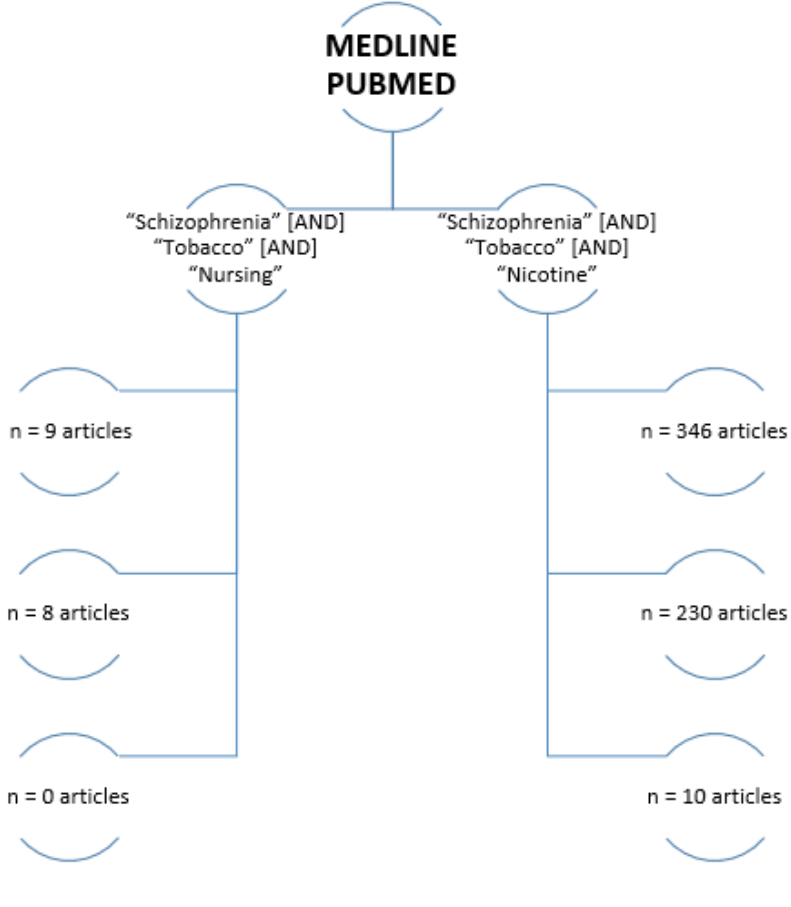 MEDLINE
PUBMED
“Schizophrenia” [AND]
“Tobacco” [AND]
“Nursing”
“Schizophrenia” [AND]
“Tobacco” [AND]
“Nicotine”
n = 9 articles
n = 346 articles
n = 8 articles
n = 230 articles
n = 0 articles
n = 10 articles